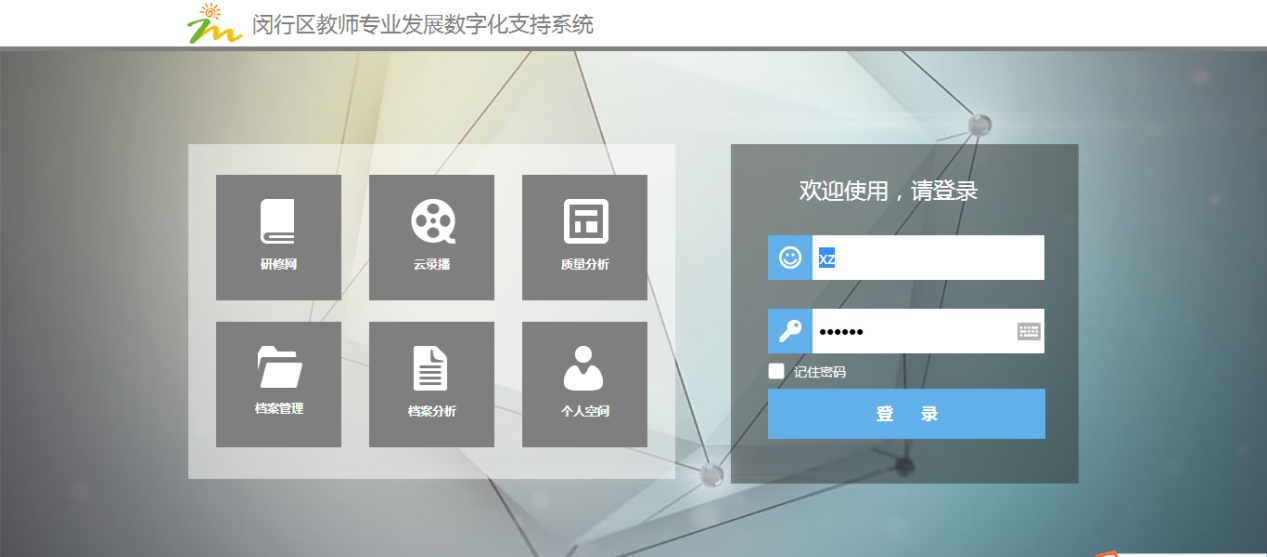 闵行区教师专业发展数字化支持系统
研修网
云录播
质量分析
档案管理
档案分析
个人空间
欢迎使用，请登录
xz
••••••
记住密码
登 录